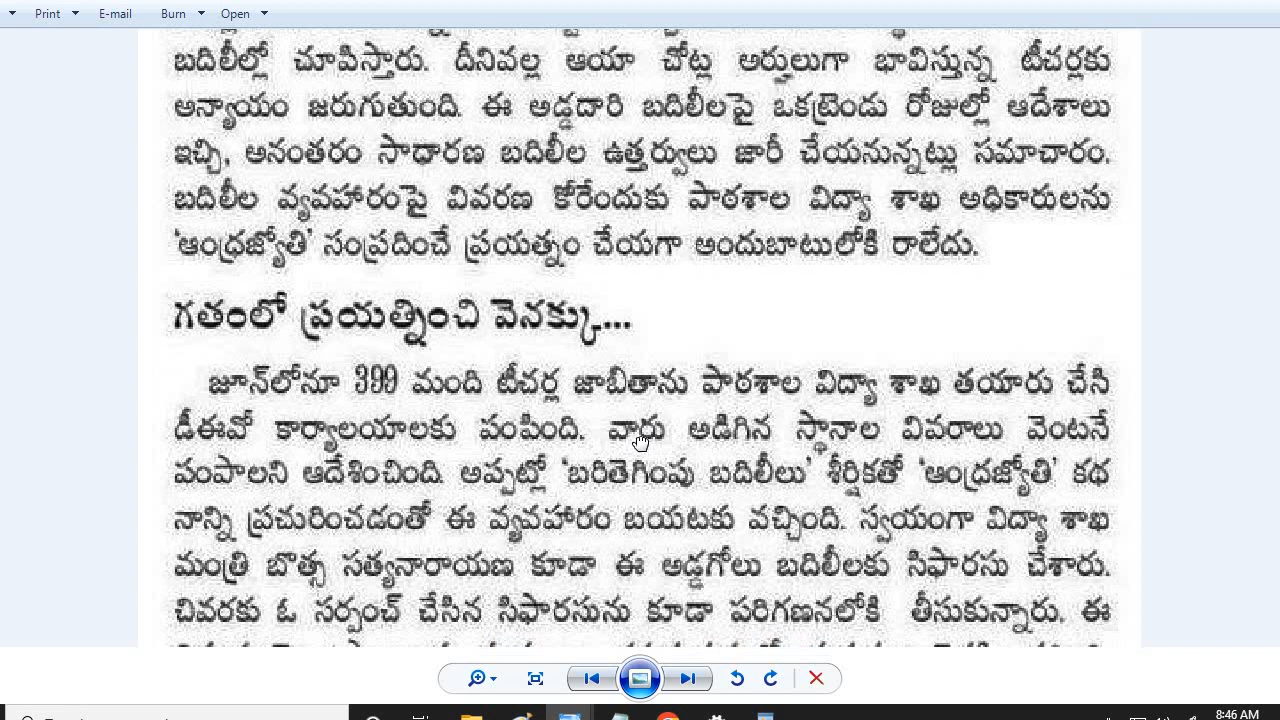 Print E-mail Burn Open
బదిలీల్లో చూపిస్తారు. దీనివల్ల ఆయా చోట్ల అర్హులుగా భావిస్తున్న టీచర్లకు
అన్యాయం జరుగుతుంది. ఈ అడ్డదారి బదిలీలపై ఒకట్రెండు రోజుల్లో ఆదేశాలు
ఇచ్చి, అనంతరం సాధారణ బదిలీల ఉత్తర్వులు జారీ చేయనున్నట్లు సమాచారం.
బదిలీల వ్యవహారంపై వివరణ కోరేందుకు పాఠశాల విద్యా శాఖ అధికారులను
‘ఆంధ్రజ్యోతి’ సంప్రదించే ప్రయత్నం చేయగా అందుబాటులోకి రాలేదు.
గతంలో ప్రయత్నించి వెనక్కు...
జూన్‌లోనూ 399 మంది టీచర్ల జాబితాను పాఠశాల విద్యా శాఖ తయారు చేసి
డీఈవో కార్యాలయాలకు పంపింది. వారు అడిగిన స్థానాల వివరాలు వెంటనే
పంపాలని ఆదేశించింది. అప్పట్లో ‘బరితెగింపు బదిలీలు’ శీర్షికతో ‘ఆంధ్రజ్యోతి’ కథ
నాన్ని ప్రచురించడంతో ఈ వ్యవహారం బయటకు వచ్చింది. స్వయంగా విద్యా శాఖ
మంత్రి బొత్స సత్యనారాయణ కూడా ఈ అడ్డగోలు బదిలీలకు సిఫారసు చేశారు.
చివరకు ఓ సర్పంచ్ చేసిన సిఫారసును కూడా పరిగణనలోకి తీసుకున్నారు. ఈ
8:46 AM